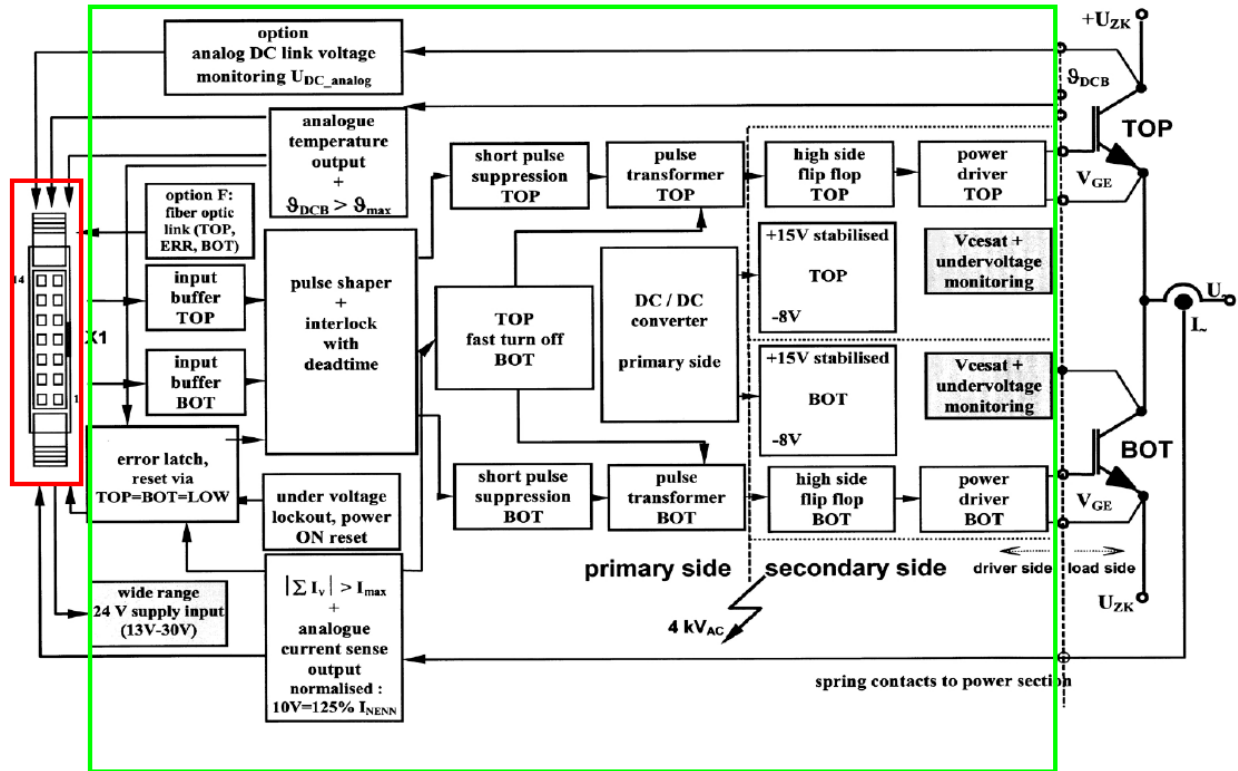 option
analog DC link voltage
monitoring U_DC_analog
+U_ZK
ϑ_DCB
TOP
V_GE
analogue
temperature
output
+
ϑ_DCB > ϑ_max
short pulse
suppression
TOP
pulse
transformer
TOP
high side
flip flop
TOP
power
driver
TOP
option F:
fiber optic
link (TOP,
ERR, BOT)
14
X1
1
input
buffer
TOP
input
buffer
BOT
pulse shaper
+
interlock
with
deadtime
TOP
fast turn off
BOT
DC / DC
converter
primary side
+15V stabilised
TOP
-8V
Vcesat +
undervoltage
monitoring
U~
I~
+15V stabilised
BOT
-8V
Vcesat +
undervoltage
monitoring
BOT
V_GE
error latch,
reset via
TOP=BOT=LOW
under voltage
lockout, power
ON reset
short pulse
suppression
BOT
pulse
transformer
BOT
high side
flip flop
BOT
power
driver
BOT
primary side
secondary side
driver side
load side
U_ZK
4 kV_AC
wide range
24 V supply input
(13V-30V)
|∑ I_v| > I_max
+
analogue
current sense
output
normalised :
10V=125% I_NENN
spring contacts to power section